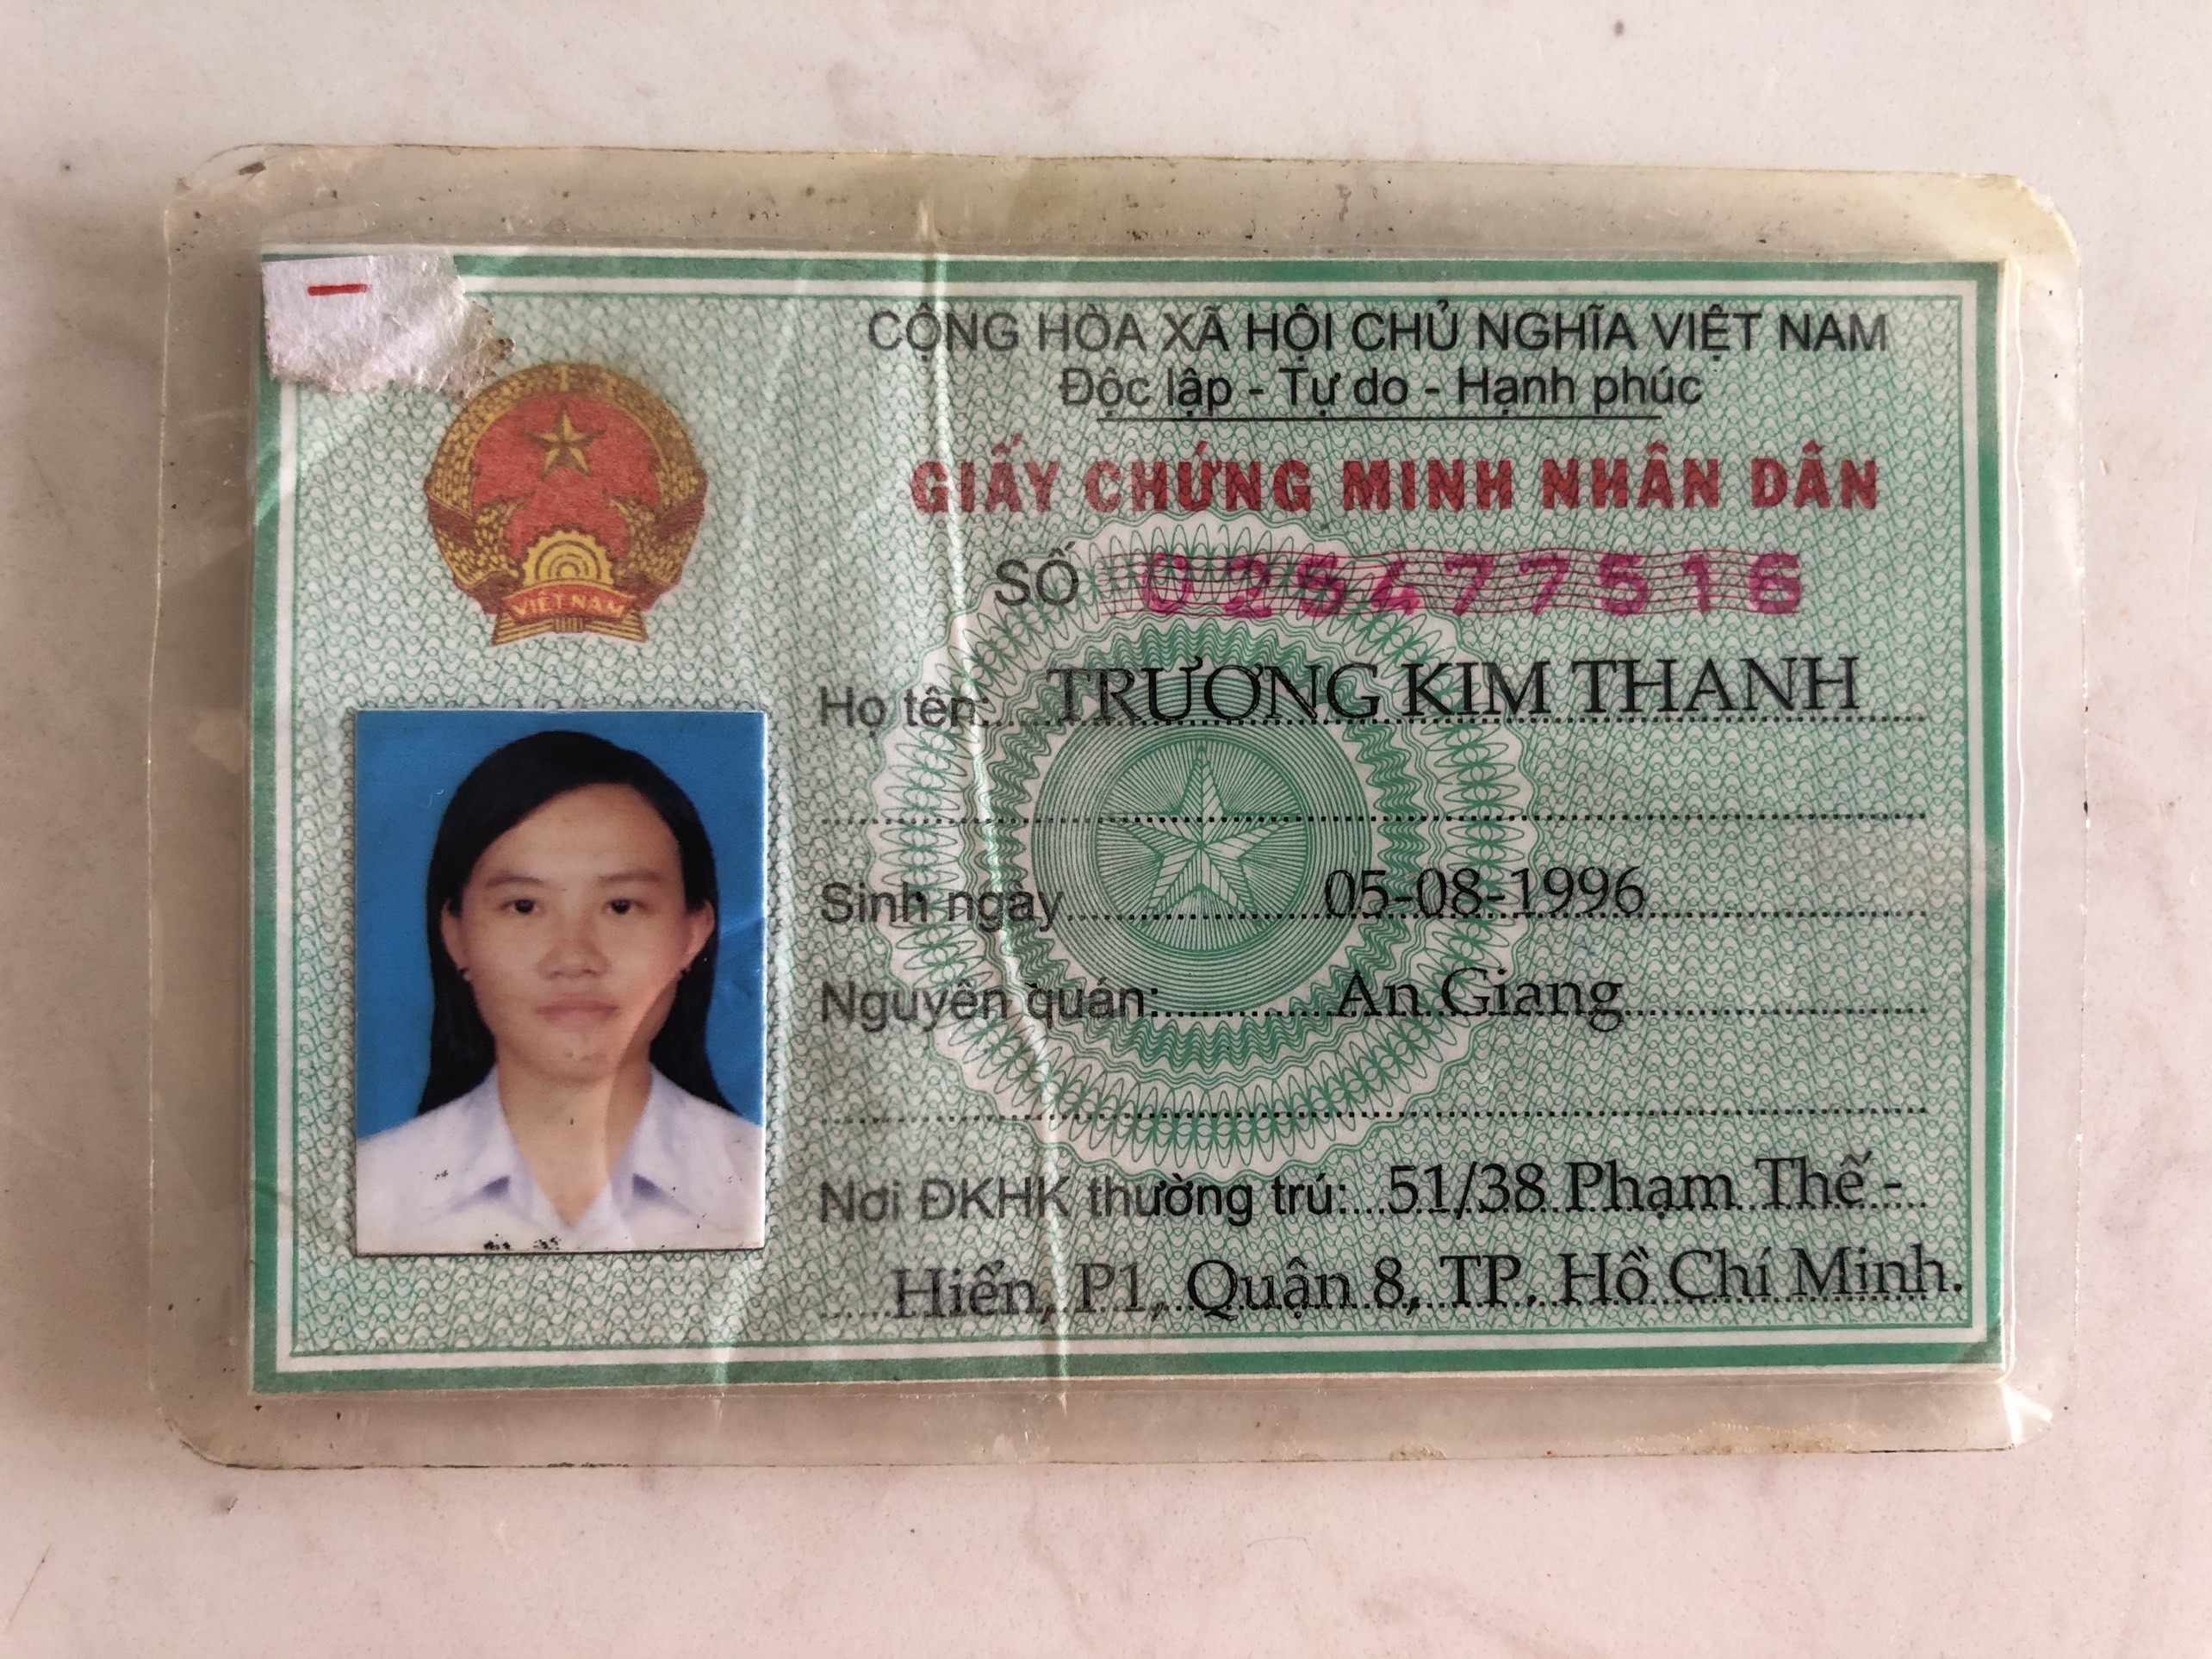 CỘNG HÒA XÃ HỘI CHỦ NGHĨA VIỆT NAM
Độc lập - Tự do - Hạnh phúc
GIẤY CHỨNG MINH NHÂN DÂN
SỐ 025477516
VIỆT NAM
Họ tên: TRƯƠNG KIM THANH
Sinh ngày 05-08-1996
Nguyên quán: An Giang
Nơi ĐKHK thường trú: 51/38 Phạm Thế -
Hiển, P1, Quận 8, TP. Hồ Chí Minh.